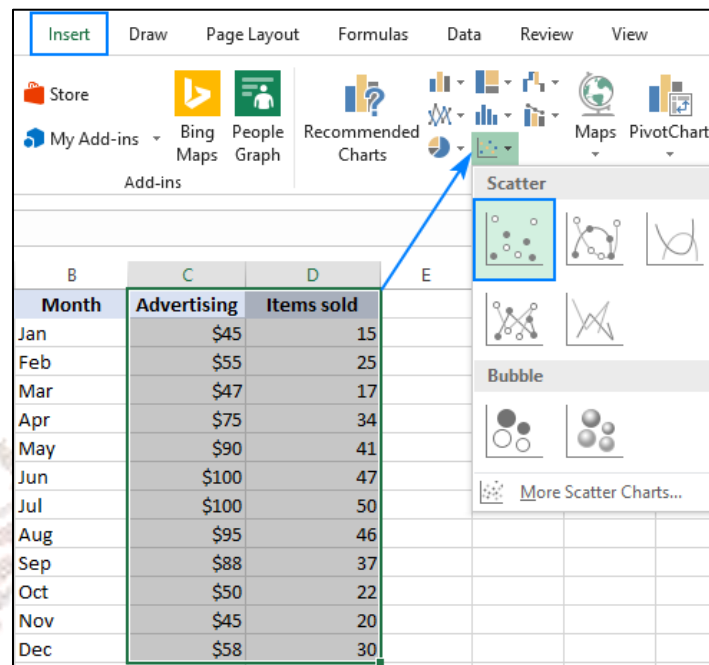 Insert Draw Page Layout Formulas Data Review View
Store
My Add-ins
Bing Maps
People Graph
Recommended Charts
Maps
PivotChart
Add-ins
Scatter
Bubble
More Scatter Charts...
B C D E
Month Advertising Items sold
Jan $45 15
Feb $55 25
Mar $47 17
Apr $75 34
May $90 41
Jun $100 47
Jul $100 50
Aug $95 46
Sep $88 37
Oct $50 22
Nov $45 20
Dec $58 30